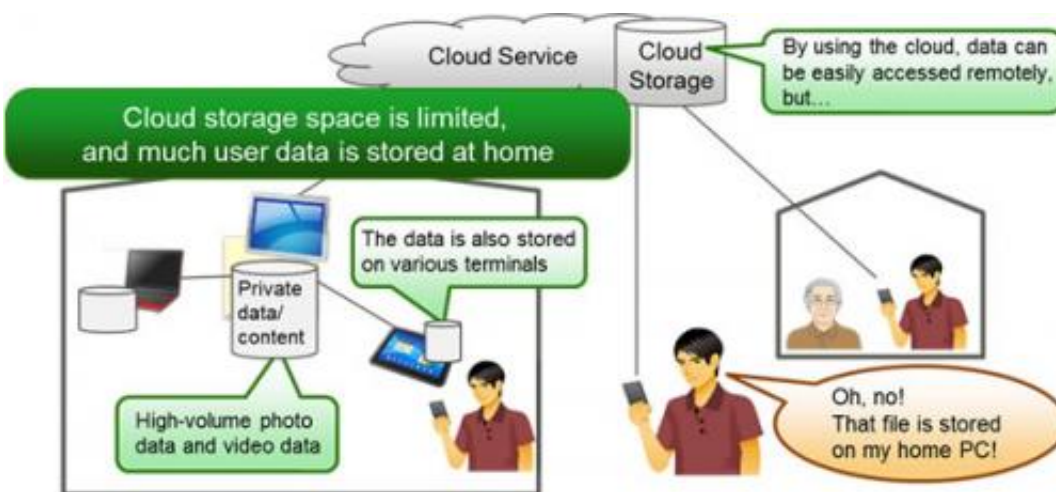 Cloud Service
Cloud
Storage
By using the cloud, data can
be easily accessed remotely,
but...
Cloud storage space is limited,
and much user data is stored at home
The data is also stored
on various terminals
Private
data/
content
High-volume photo
data and video data
Oh, no!
That file is stored
on my home PC!